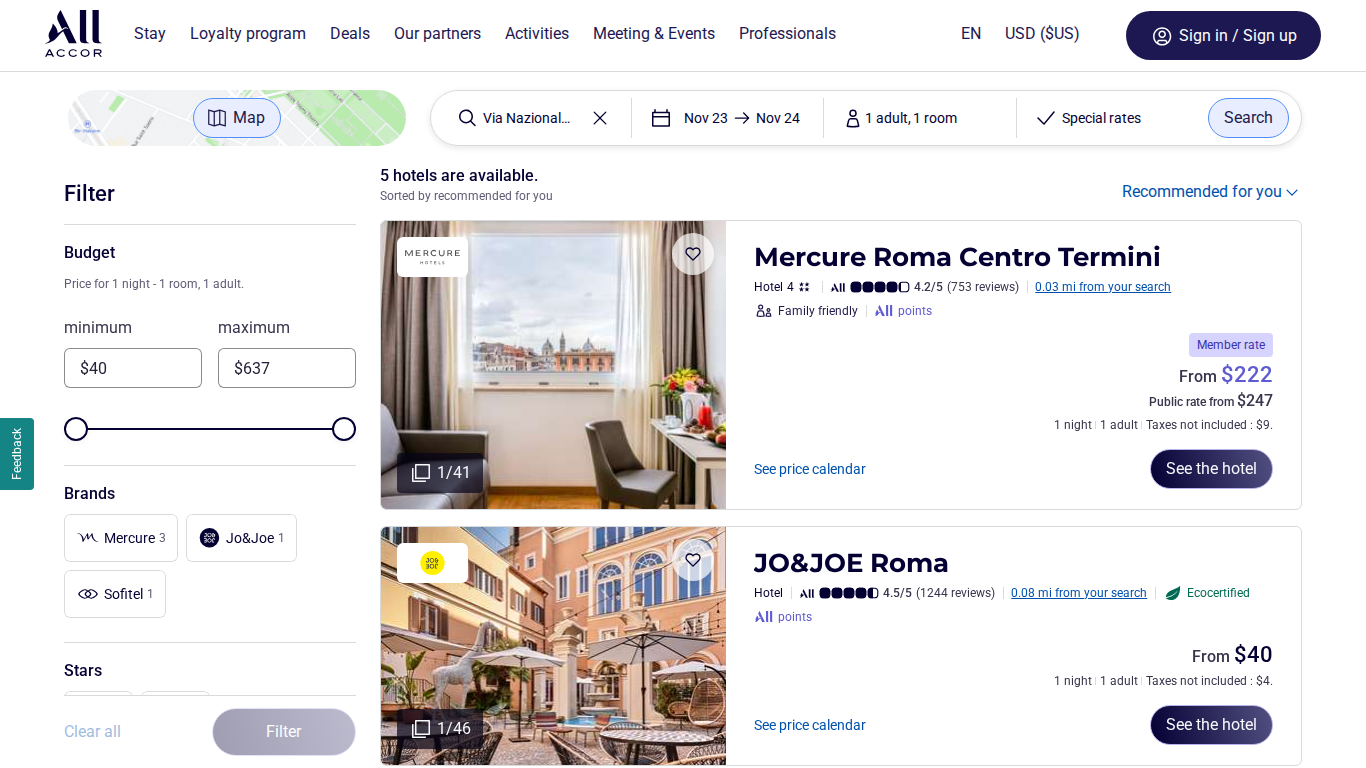 All
ACCOR
Stay
Loyalty program
Deals
Our partners
Activities
Meeting & Events
Professionals
EN
USD ($US)
Sign in / Sign up
Map
Via Nazional...
Nov 23
Nov 24
1 adult, 1 room
Special rates
Search
Filter
Budget
Price for 1 night - 1 room, 1 adult.
minimum
maximum
$40
$637
Feedback
Brands
Mercure 3
Jo&Joe 1
Sofitel 1
Stars
Clear all
Filter
5 hotels are available.
Sorted by recommended for you
Recommended for you
MERCURE
HOTELS
1/41
Mercure Roma Centro Termini
Hotel 4
All 4.2/5 (753 reviews)
0.03 mi from your search
Family friendly
All points
Member rate
From $222
Public rate from $247
1 night 1 adult Taxes not included : $9.
See price calendar
See the hotel
JO&JOE
1/46
JO&JOE Roma
Hotel
All 4.5/5 (1244 reviews)
0.08 mi from your search
Ecocertified
All points
From $40
1 night 1 adult Taxes not included : $4.
See price calendar
See the hotel